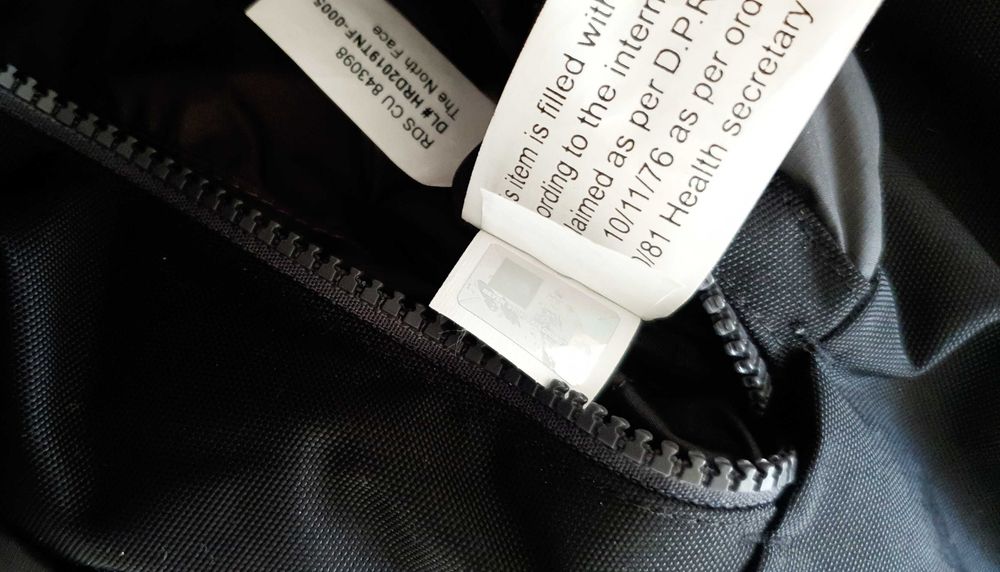 RDS CU 843098
DL# HRD2019TNF-0005
The North Face
s item is filled with
ording to the intern
laimed as per D.P.R
10/11/76 as per ord
/81 Health secretary